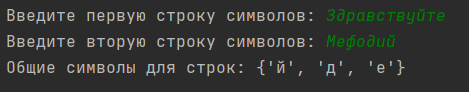 Введите первую строку символов: Здравствуйте
Введите вторую строку символов: Мефодий
Общие символы для строк: {'й', 'д', 'е'}